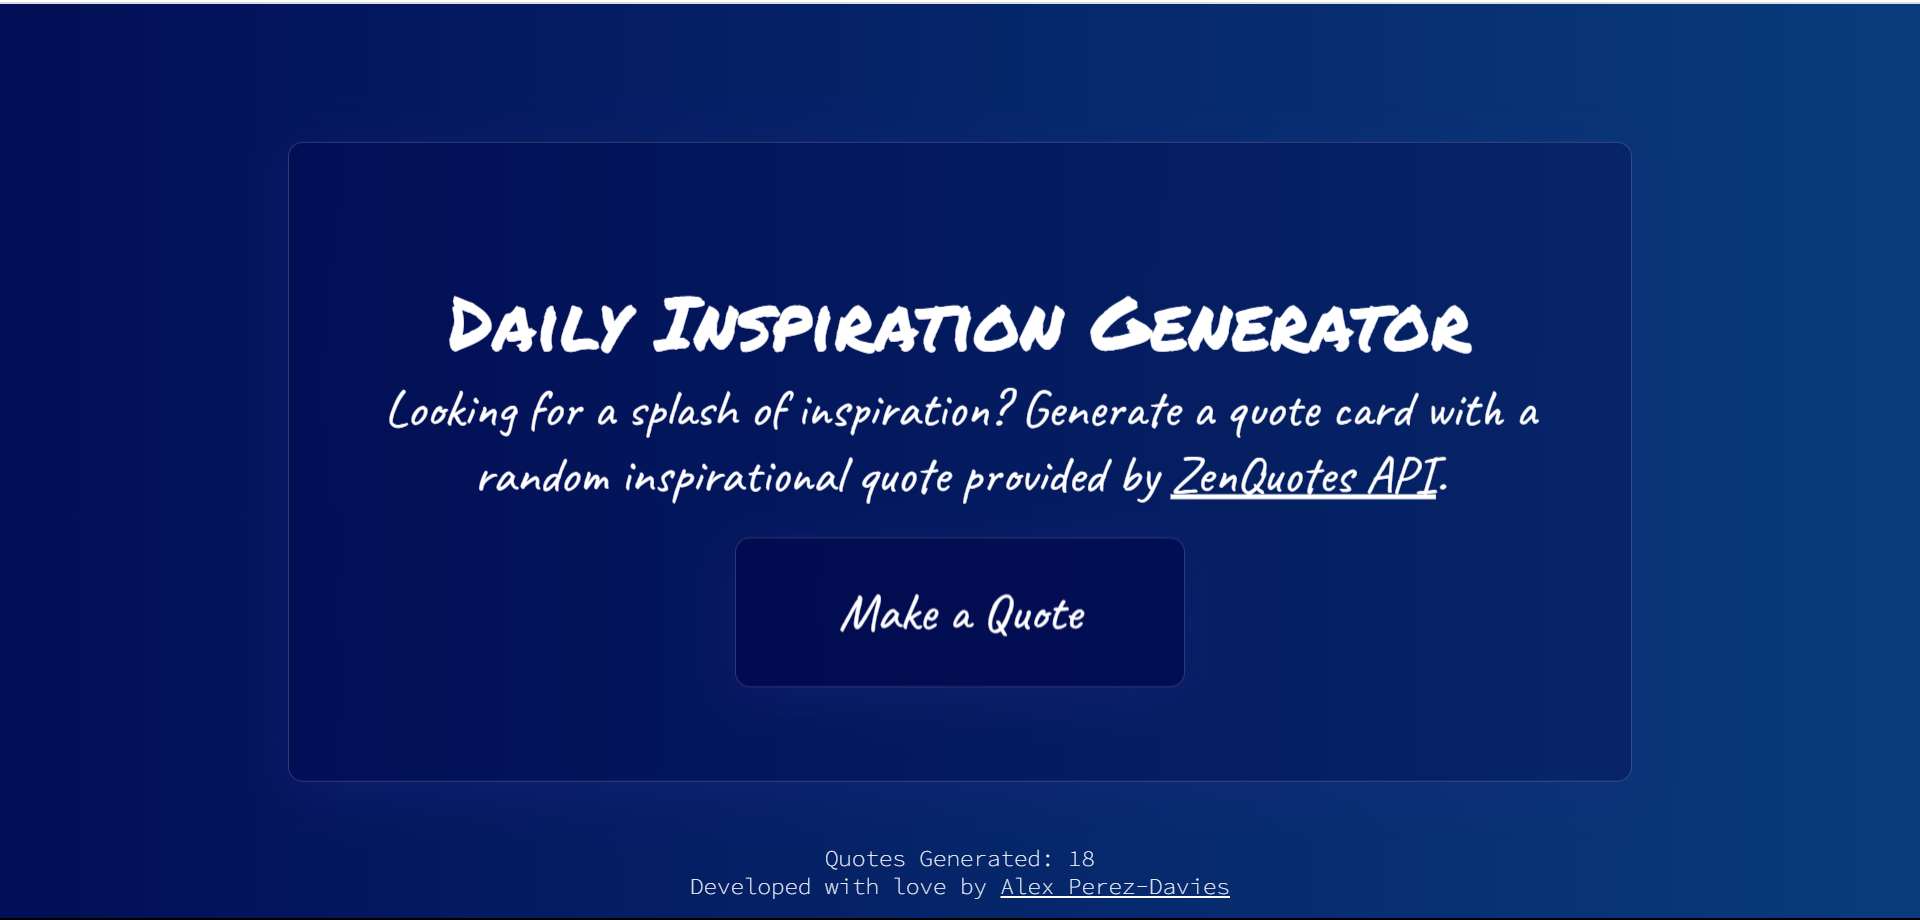 Daily Inspiration Generator
Looking for a splash of inspiration? Generate a quote card with a
random inspirational quote provided by ZenQuotes API.
Make a Quote
Quotes Generated: 18
Developed with love by Alex Perez-Davies